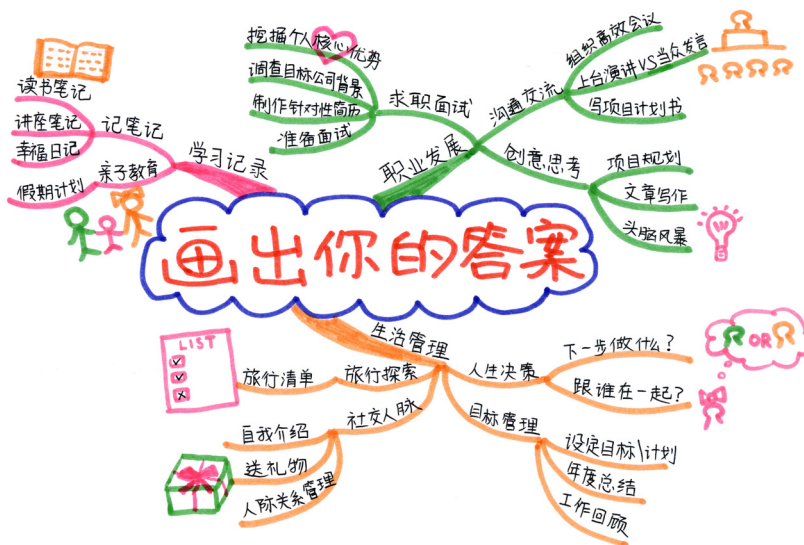 画出你的答案
学习记录
记笔记
读书笔记
讲座笔记
幸福日记
亲子教育
假期计划
职业发展
求职面试
挖掘个人核心优势
调查目标公司背景
制作针对性简历
准备面试
沟通交流
组织高效会议
上台演讲VS当众发言
写项目计划书
创意思考
项目规划
文章写作
头脑风暴
生活管理
人生决策
下一步做什么?
跟谁在一起?
OR
目标管理
设定目标\计划
年度总结
工作回顾
社交人脉
自我介绍
送礼物
人际关系管理
旅行探索
旅行清单
LIST